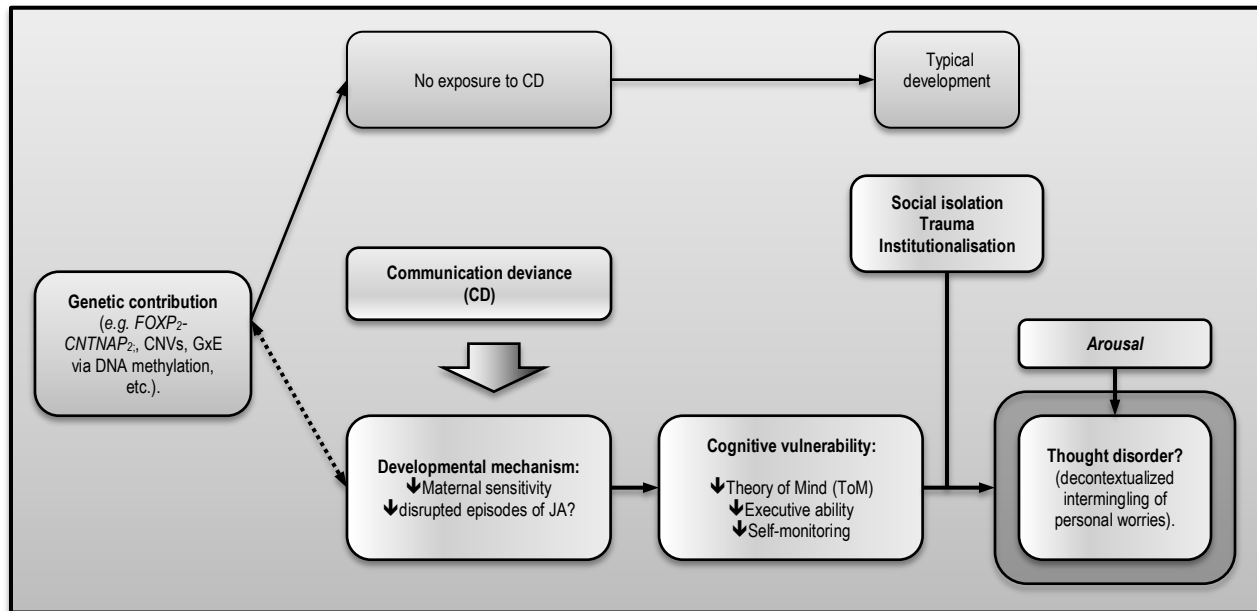 No exposure to CD
Typical
development
Social isolation
Trauma
Institutionalisation
Communication deviance
(CD)
Genetic contribution
(e.g. FOXP2-
CNTNAP2;, CNVs, GxE
via DNA methylation,
etc.).
Arousal
Developmental mechanism:
🡫Maternal sensitivity
🡫disrupted episodes of JA?
Cognitive vulnerability:
🡫Theory of Mind (ToM)
🡫Executive ability
🡫Self-monitoring
Thought disorder?
(decontextualized
intermingling of
personal worries).